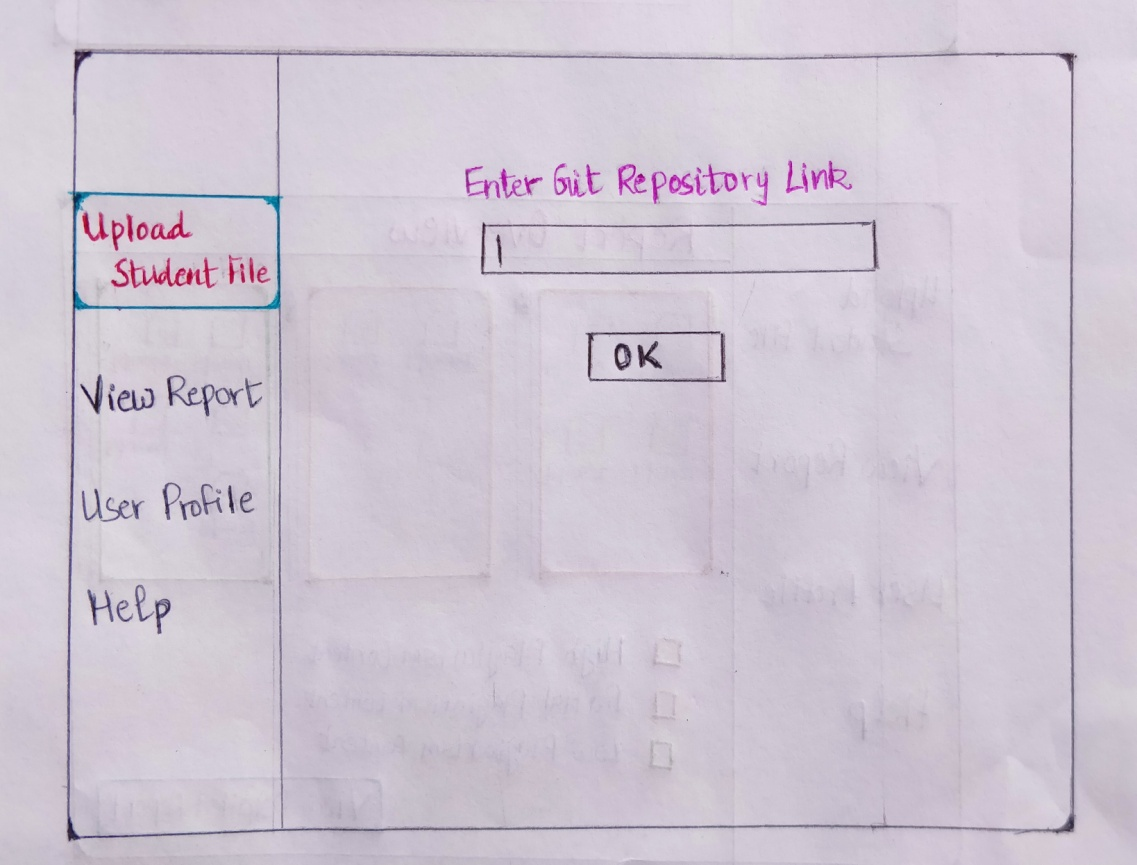 Enter Git Repository Link
Upload
Student File
OK
View Report
User Profile
Help